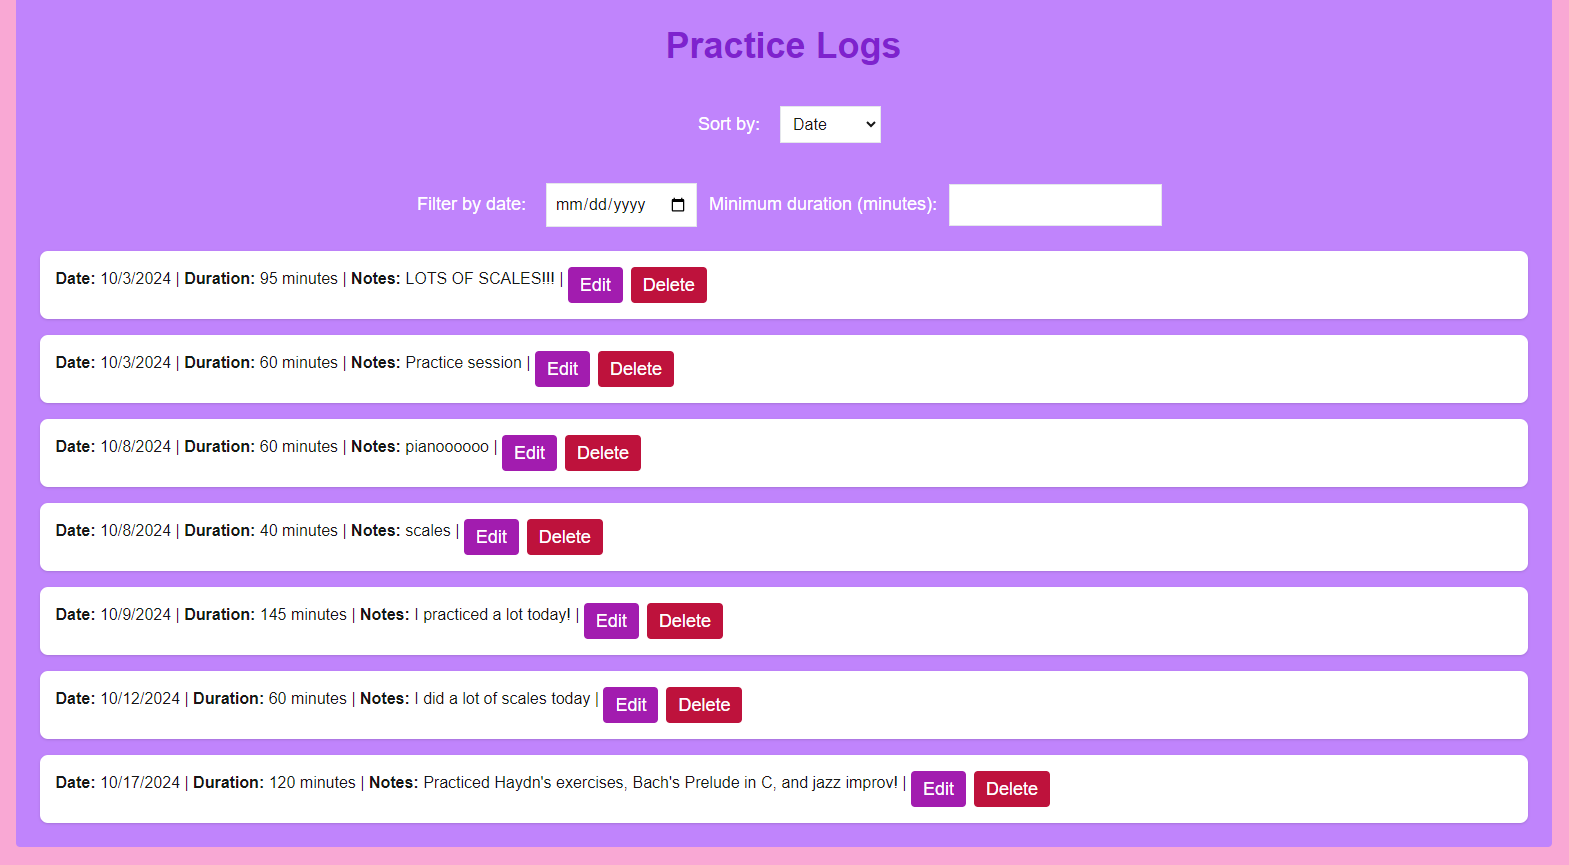 Practice Logs
Sort by: Date
Filter by date: mm/dd/yyyy Minimum duration (minutes):
Date: 10/3/2024 | Duration: 95 minutes | Notes: LOTS OF SCALES!!! | Edit Delete
Date: 10/3/2024 | Duration: 60 minutes | Notes: Practice session | Edit Delete
Date: 10/8/2024 | Duration: 60 minutes | Notes: pianoooooo | Edit Delete
Date: 10/8/2024 | Duration: 40 minutes | Notes: scales | Edit Delete
Date: 10/9/2024 | Duration: 145 minutes | Notes: I practiced a lot today! | Edit Delete
Date: 10/12/2024 | Duration: 60 minutes | Notes: I did a lot of scales today | Edit Delete
Date: 10/17/2024 | Duration: 120 minutes | Notes: Practiced Haydn's exercises, Bach's Prelude in C, and jazz improv! | Edit Delete